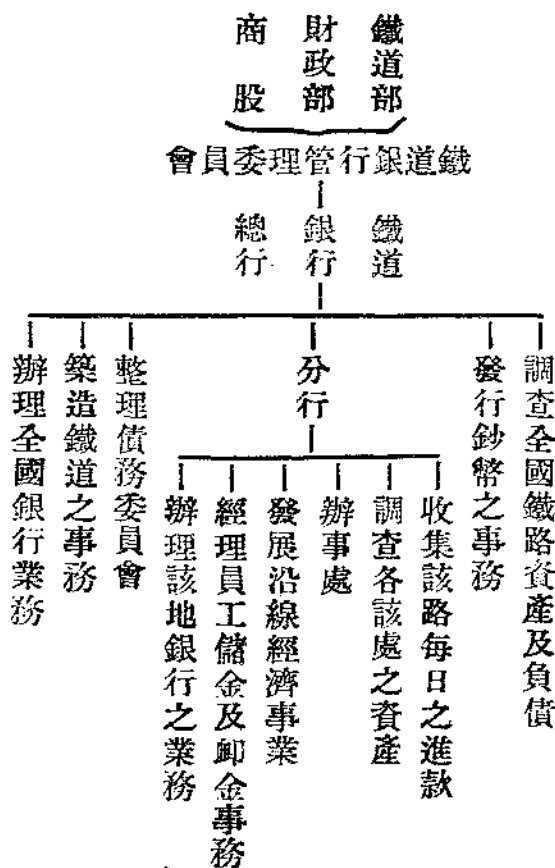 鐵道部
財政部
商股
鐵道銀行管理委員會
鐵道
銀行
總行
調查全國鐵路資產及負債
發行鈔幣之事務
分行
整理債務委員會
築造鐵道之事務
辦理全國銀行業務
收集該路每日之進款
調查各該處之資產
辦事處
發展沿線經濟事業
經理員工儲金及卹金事務
辦理該地銀行之業務